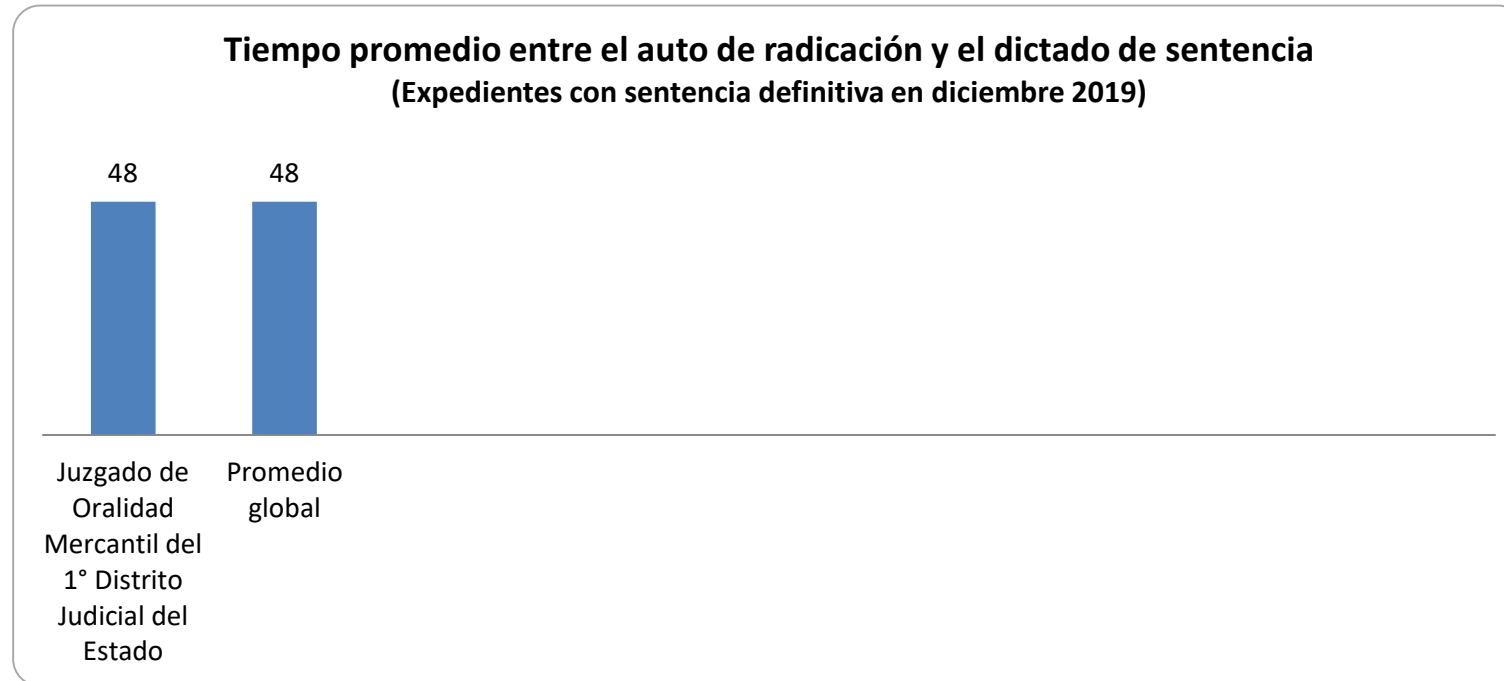 Tiempo promedio entre el auto de radicación y el dictado de sentencia
(Expedientes con sentencia definitiva en diciembre 2019)
48
48
Juzgado de
Oralidad
Mercantil del
1° Distrito
Judicial del
Estado
Promedio
global